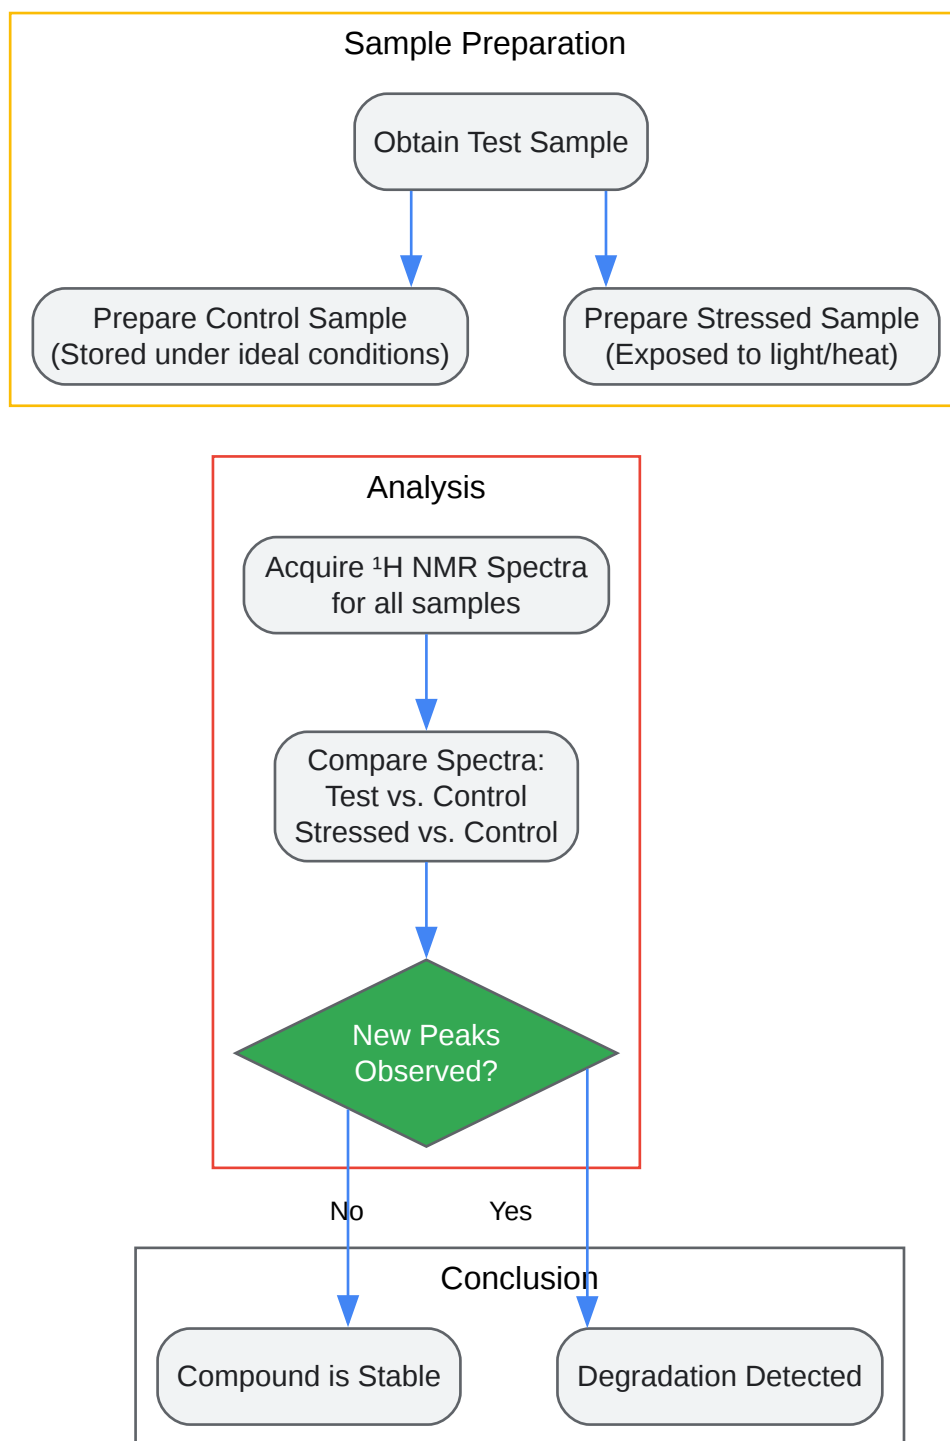 Sample Preparation
Obtain Test Sample
Prepare Control Sample
(Stored under ideal conditions)
Prepare Stressed Sample
(Exposed to light/heat)
Analysis
Acquire ¹H NMR Spectra
for all samples
Compare Spectra:
Test vs. Control
Stressed vs. Control
New Peaks
Observed?
No
Yes
Conclusion
Compound is Stable
Degradation Detected